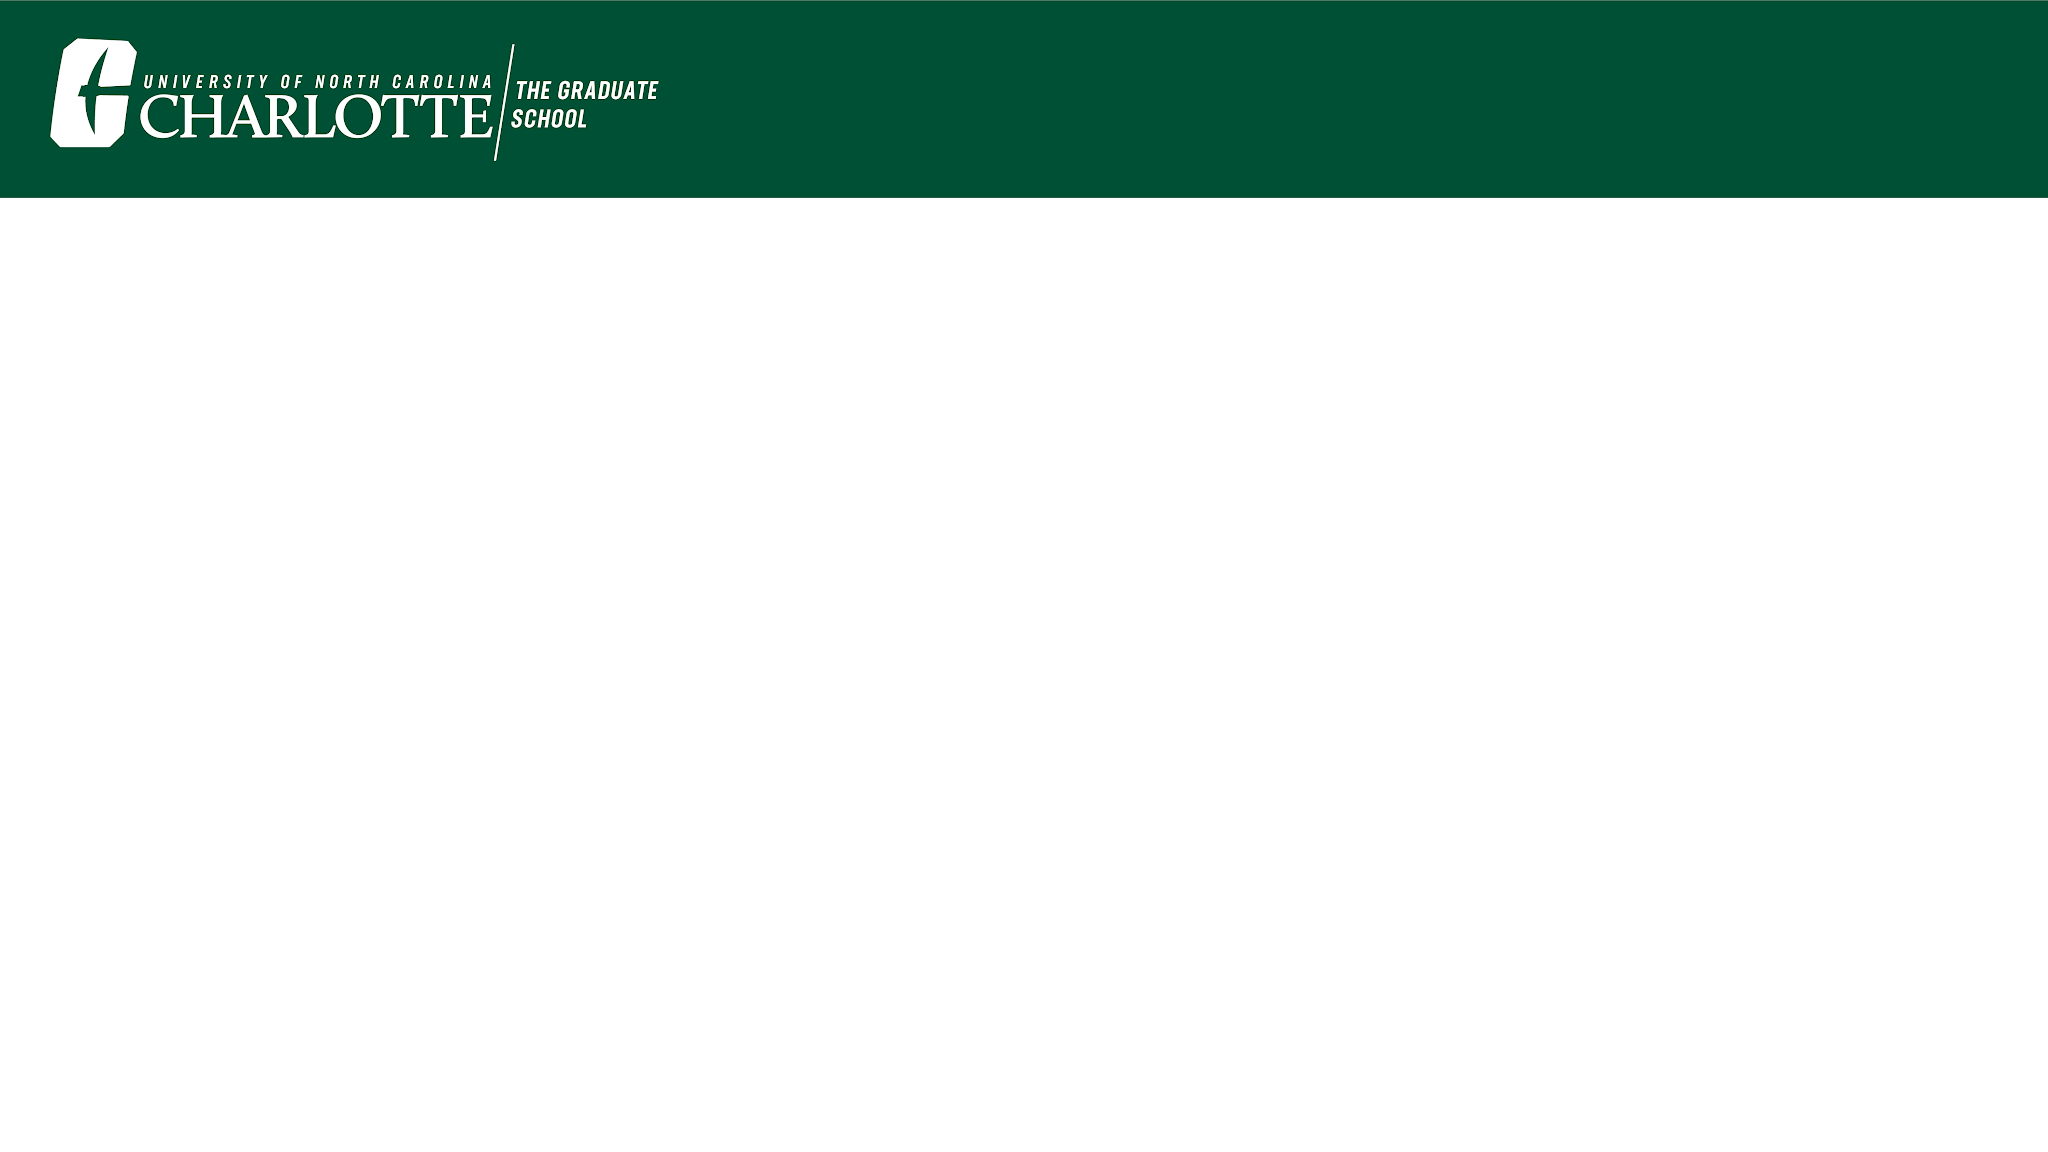 UNIVERSITY OF NORTH CAROLINA
CHARLOTTE
THE GRADUATE
SCHOOL